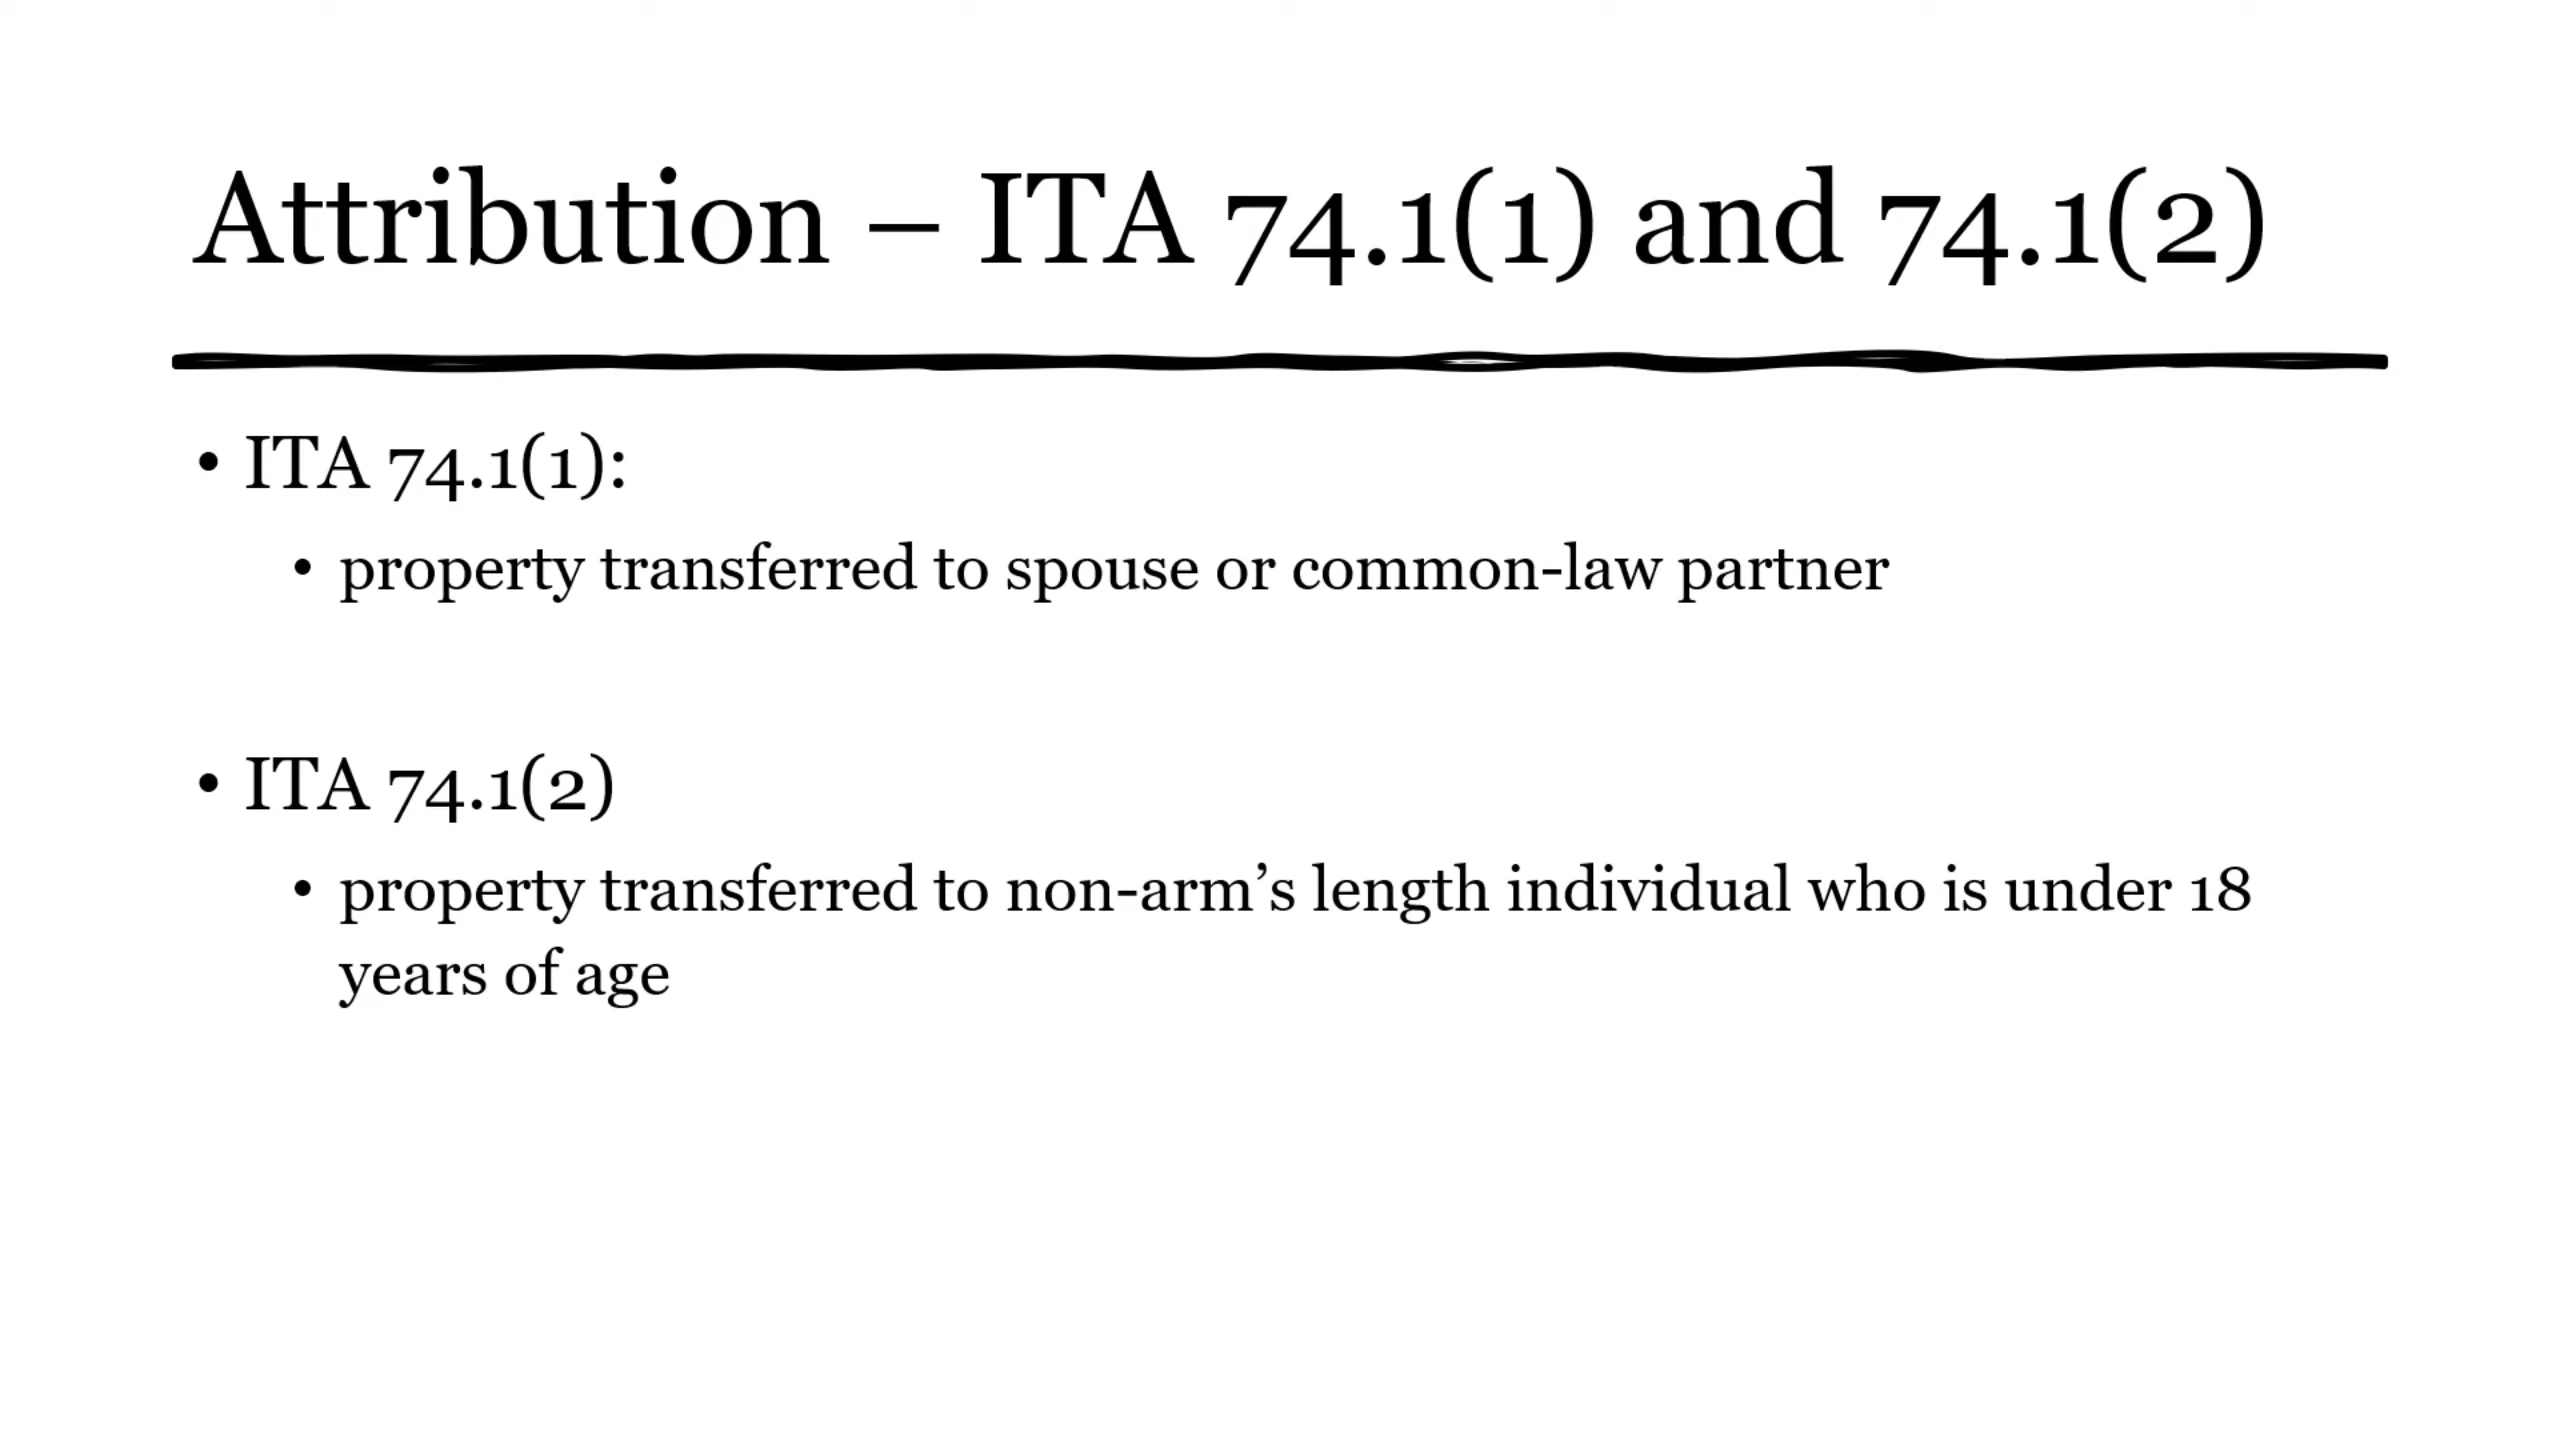 Attribution – ITA 74.1(1) and 74.1(2)
• ITA 74.1(1):
• property transferred to spouse or common-law partner
• ITA 74.1(2)
• property transferred to non-arm’s length individual who is under 18
years of age